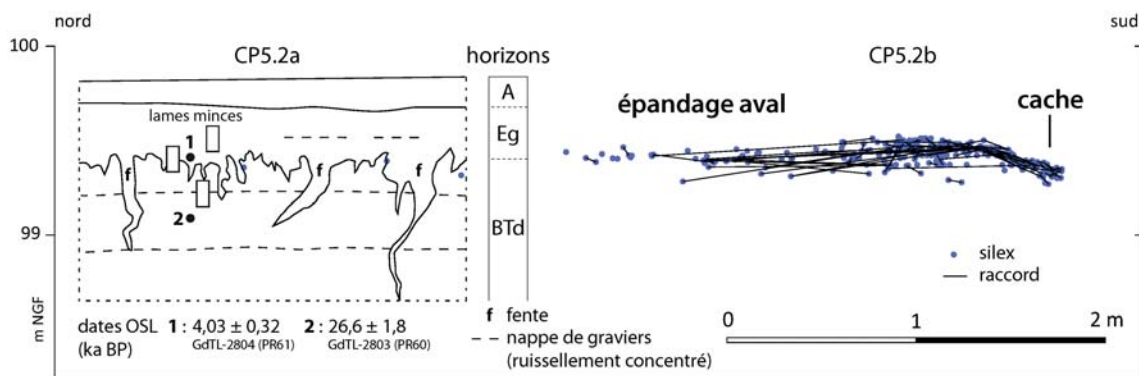 nord
sud
100
CP5.2a
horizons
CP5.2b
A
épandage aval
cache
lames minces
1
Eg
f
f
f
2
BTd
99
silex
raccord
m NGF
f fente
nappe de graviers
(ruissellement concentré)
dates OSL 1 : 4,03 ± 0,32 2 : 26,6 ± 1,8
(ka BP) GdTL-2804 (PR61) GdTL-2803 (PR60)
0 1 2 m